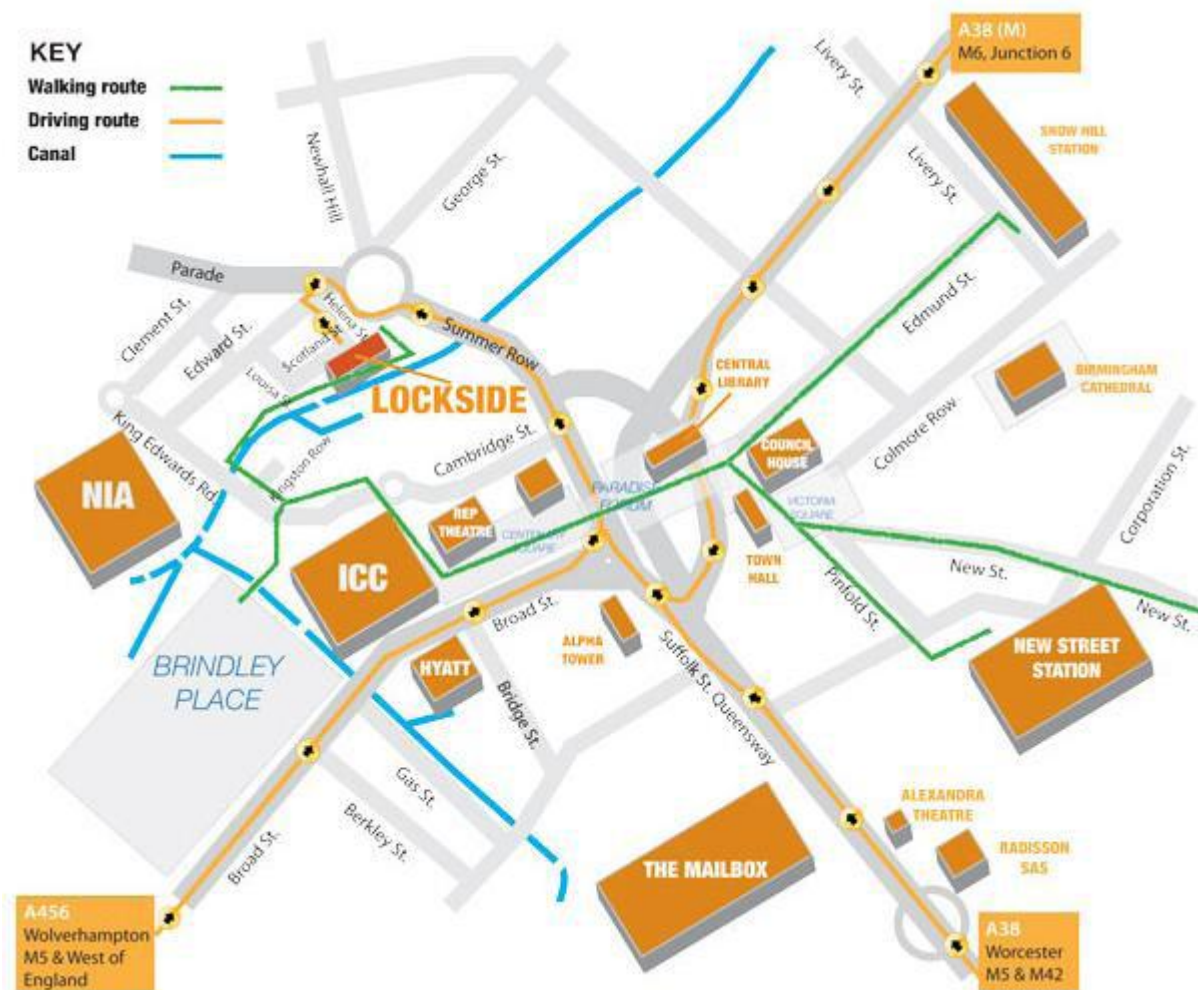 KEY
Walking route
Driving route
Canal
A38 (M)
M6, Junction 6
Livery St.
SNOW HILL
STATION
Livery St.
Newhall Hill
George St.
Parade
Clement St.
Helena St.
Edward St.
Scotland
Summer Row
Edmund St.
CENTRAL
LIBRARY
BIRMINGHAM
CATHEDRAL
Louisa St.
LOCKSIDE
King Edwards Rd
Kingston Row
Cambridge St.
COUNCIL
HOUSE
Colmore Row
Corporation St.
NIA
REP
THEATRE
CENTENARY
SQUARE
PARADISE
FORUM
VICTORIA
SQUARE
TOWN
HALL
ICC
New St.
New St.
Pinfold St.
Broad St.
ALPHA
TOWER
NEW STREET
STATION
BRINDLEY
PLACE
HYATT
Bridge St.
Suffolk St. Queensway
Gas St.
Berkley St.
Broad St.
THE MAILBOX
ALEXANDRA
THEATRE
RADISSON
SAS
A456
Wolverhampton
M5 & West of
England
A38
Worcester
M5 & M42